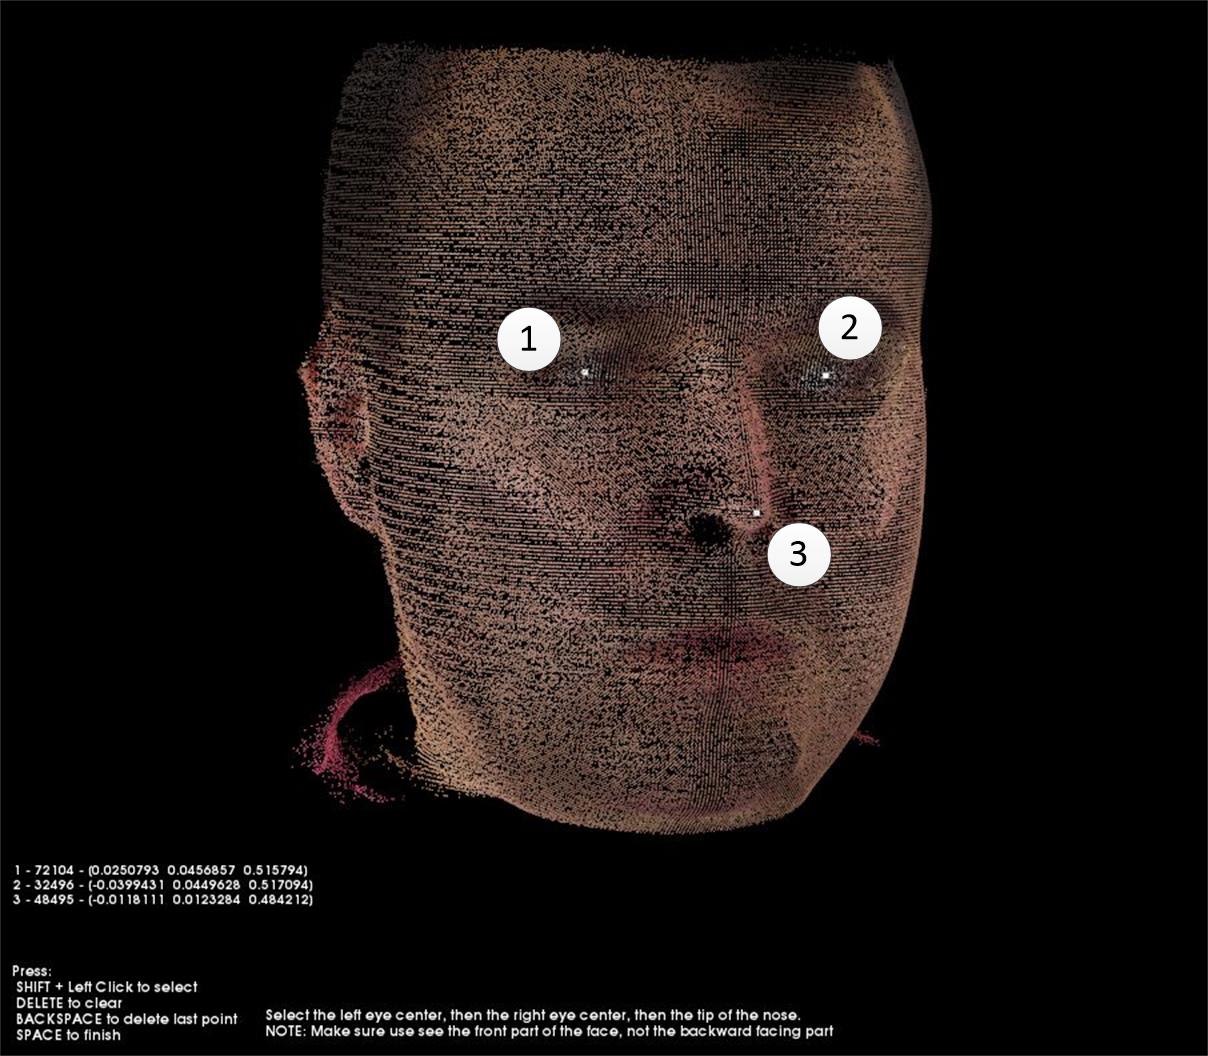 1
2
3
1 - 72104 - (0.0250793 0.0456857 0.515794)
2 - 32496 - (-0.0399431 0.0449628 0.517094)
3 - 48495 - (-0.0118111 0.0123284 0.484212)
Press:
SHIFT + Left Click to select
DELETE to clear
BACKSPACE to delete last point
SPACE to finish
Select the left eye center, then the right eye center, then the tip of the nose.
NOTE: Make sure use see the front part of the face, not the backward facing part